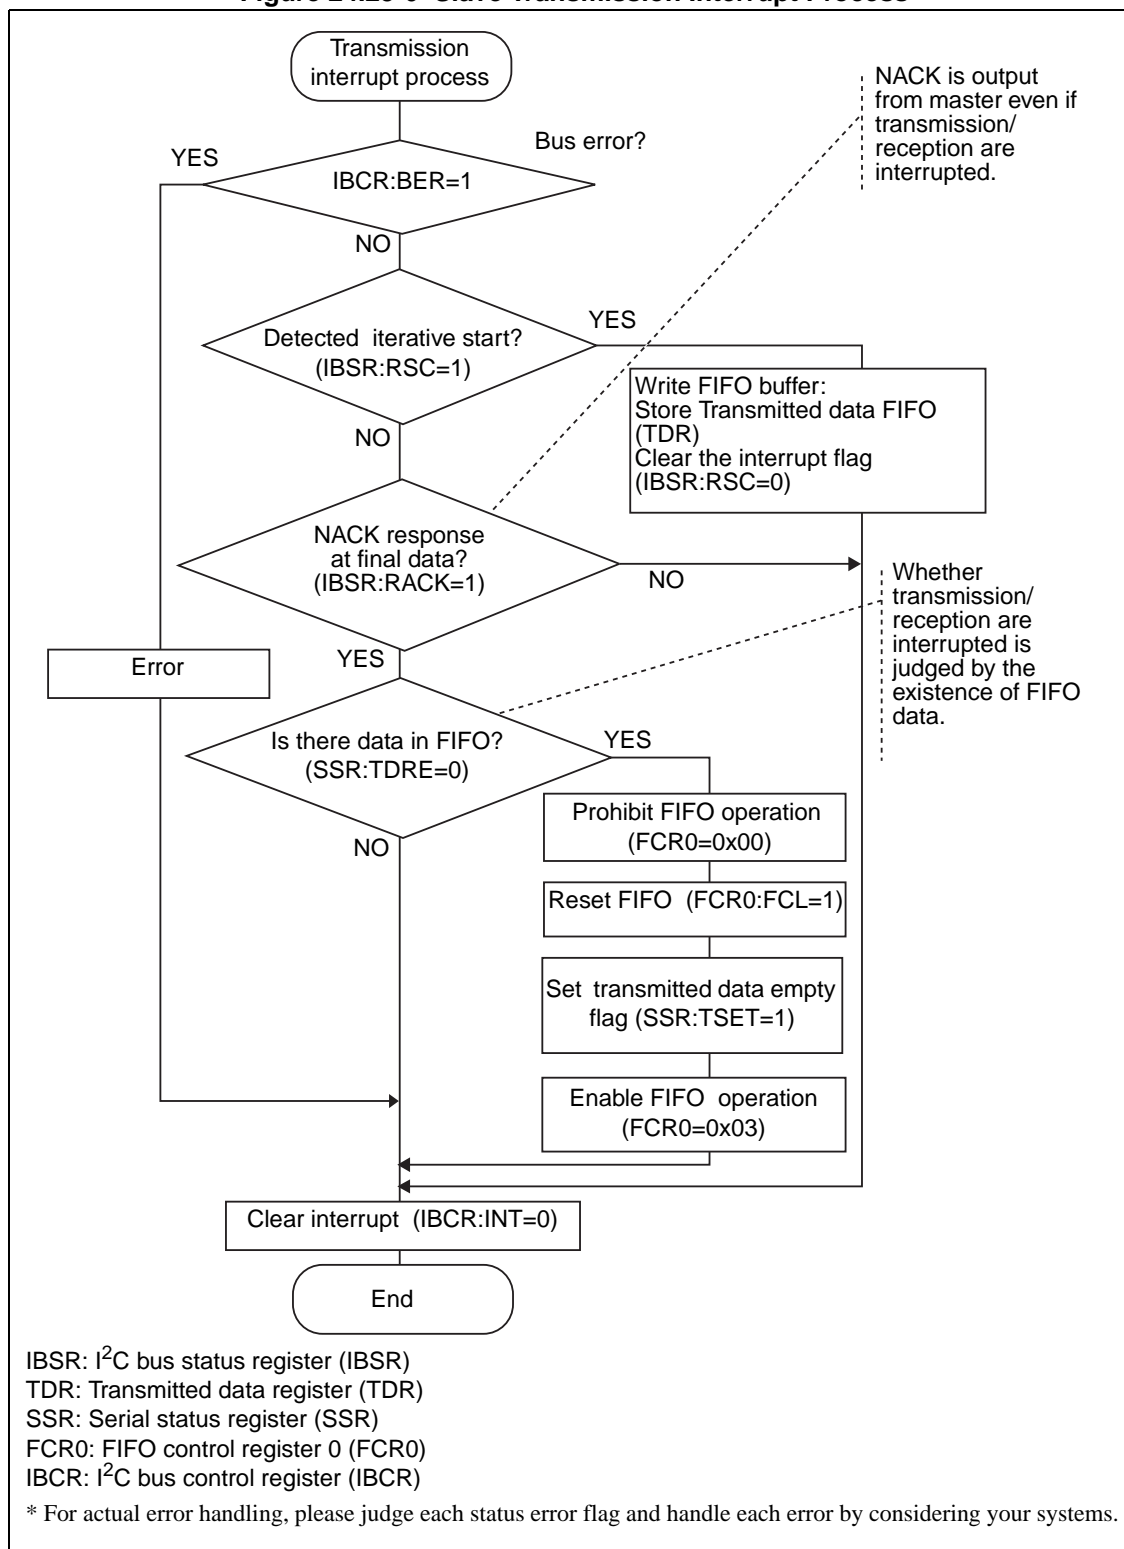 Transmission
interrupt process
NACK is output
from master even if
transmission/
reception are
interrupted.
Bus error?
YES
IBCR:BER=1
NO
YES
Detected iterative start?
(IBSR:RSC=1)
Write FIFO buffer:
Store Transmitted data FIFO
(TDR)
Clear the interrupt flag
(IBSR:RSC=0)
NO
NACK response
at final data?
(IBSR:RACK=1)
NO
Whether
transmission/
reception are
interrupted is
judged by the
existence of FIFO
data.
Error
YES
Is there data in FIFO?
(SSR:TDRE=0)
YES
Prohibit FIFO operation
(FCR0=0x00)
NO
Reset FIFO (FCR0:FCL=1)
Set transmitted data empty
flag (SSR:TSET=1)
Enable FIFO operation
(FCR0=0x03)
Clear interrupt (IBCR:INT=0)
End
IBSR: I²C bus status register (IBSR)
TDR: Transmitted data register (TDR)
SSR: Serial status register (SSR)
FCR0: FIFO control register 0 (FCR0)
IBCR: I²C bus control register (IBCR)
* For actual error handling, please judge each status error flag and handle each error by considering your systems.